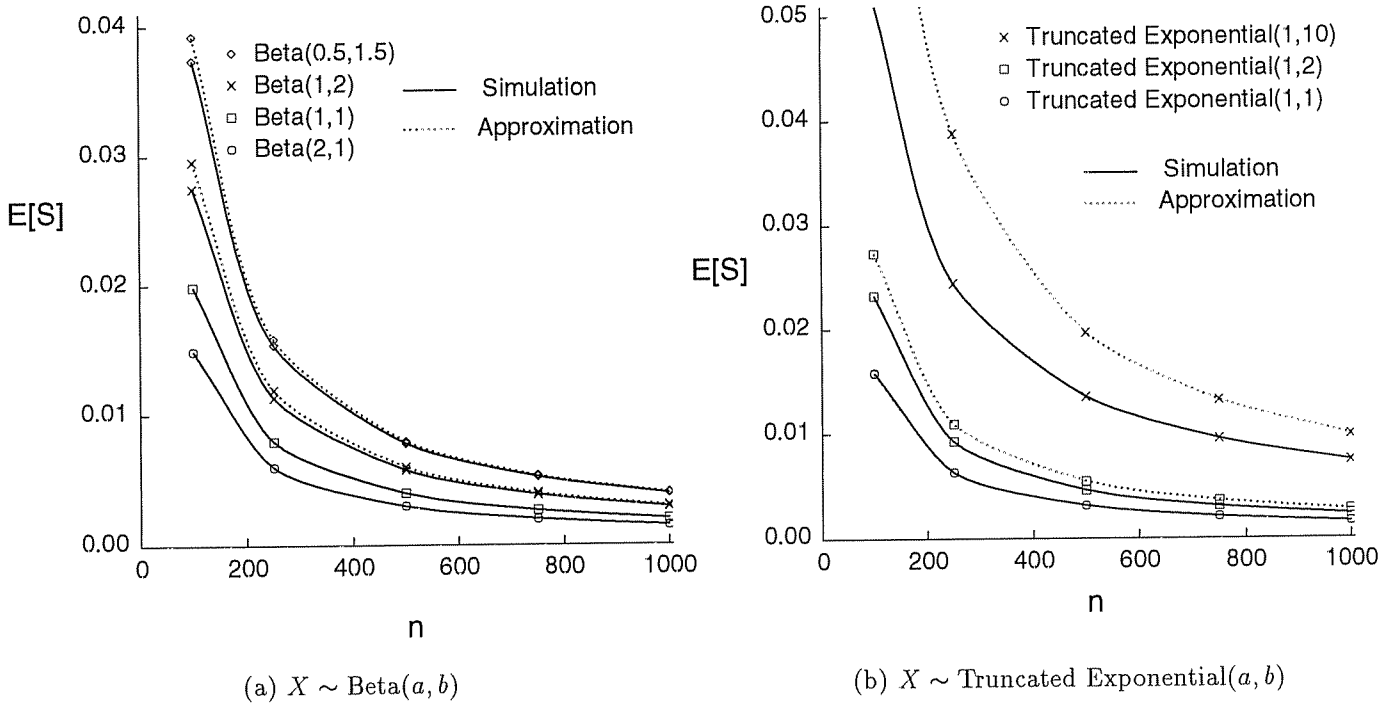 0.04
0.03
0.02
0.01
0.00
E[S]
Beta(0.5,1.5)
Beta(1,2)
Beta(1,1)
Beta(2,1)
Simulation
Approximation
0
200
400
600
800
1000
n
(a) X ∼ Beta(a, b)
0.05
0.04
0.03
0.02
0.01
0.00
E[S]
Truncated Exponential(1,10)
Truncated Exponential(1,2)
Truncated Exponential(1,1)
Simulation
Approximation
0
200
400
600
800
1000
n
(b) X ∼ Truncated Exponential(a, b)